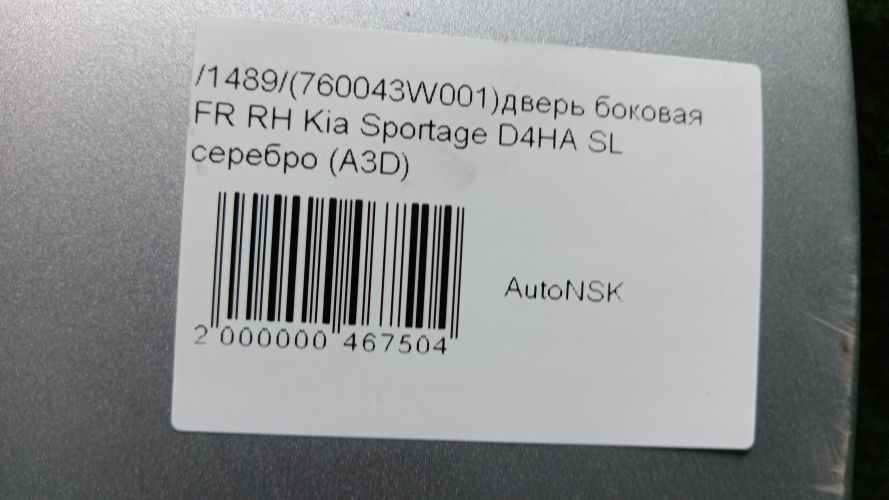 /1489/(760043W001)дверь боковая
FR RH Kia Sportage D4HA SL
серебро (A3D)
AutoNSK
2 000000 467504